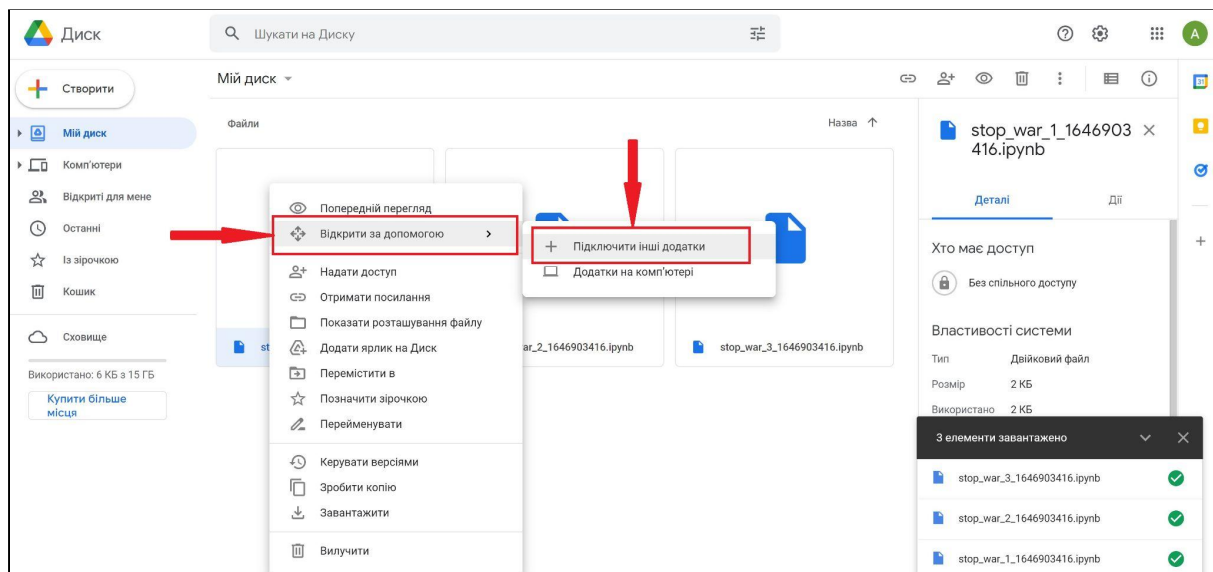 Диск
Шукати на Диску
A
Створити
Мій диск
31
Мій диск
Комп'ютери
Відкриті для мене
Останні
Із зірочкою
Кошик
Сховище
Використано: 6 КБ з 15 ГБ
Купити більше
місця
Файли
Назва
Попередній перегляд
Відкрити за допомогою
Надати доступ
Отримати посилання
Показати розташування файлу
Додати ярлик на Диск
Перемістити в
Позначити зірочкою
Перейменувати
Керувати версіями
Зробити копію
Завантажити
Вилучити
Підключити інші додатки
Додатки на комп'ютері
st
ar_2_1646903416.ipynb
stop_war_3_1646903416.ipynb
stop_war_1_1646903
416.ipynb
Деталі
Дії
Хто має доступ
Без спільного доступу
Властивості системи
Тип Двійковий файл
Розмір 2 КБ
Використано 2 КБ
3 елементи завантажено
stop_war_3_1646903416.ipynb
stop_war_2_1646903416.ipynb
stop_war_1_1646903416.ipynb